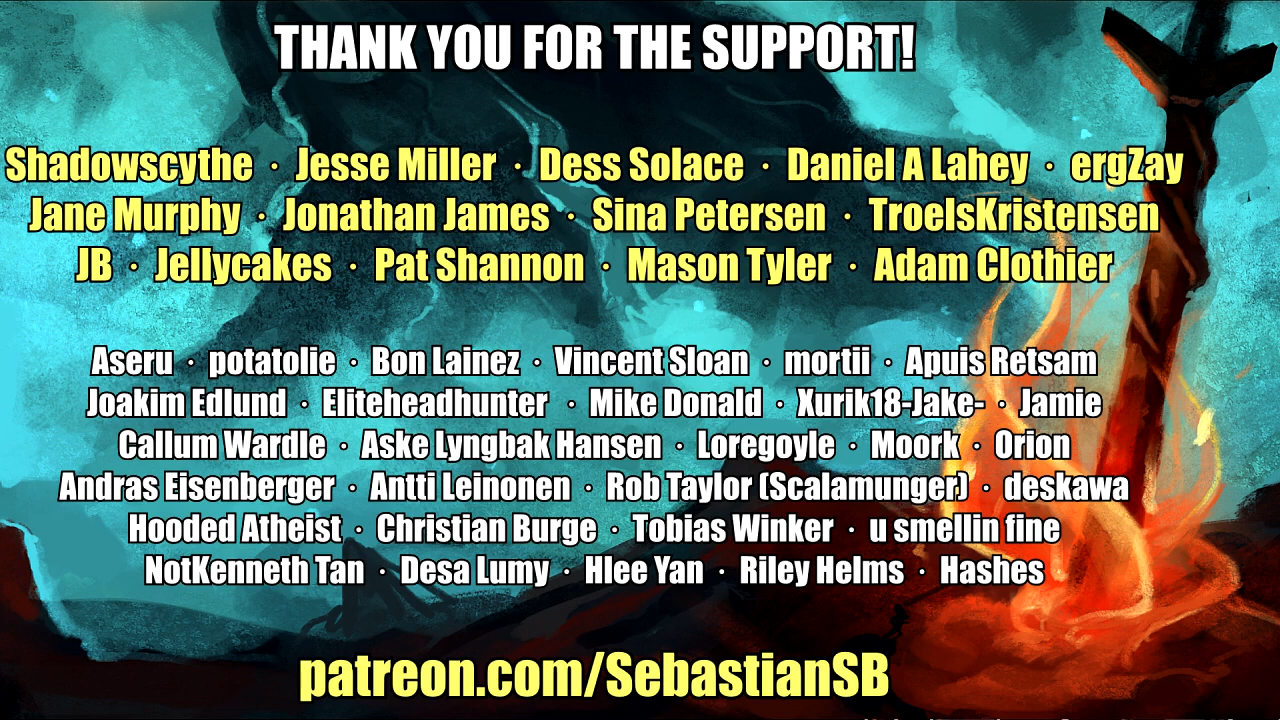 THANK YOU FOR THE SUPPORT!
Shadowscythe · Jesse Miller · Dess Solace · Daniel A Lahey · ergZay
Jane Murphy · Jonathan James · Sina Petersen · TroelsKristensen
JB · Jellycakes · Pat Shannon · Mason Tyler · Adam Clothier
Aseru · potatolie · Bon Lainez · Vincent Sloan · mortii · Apuis Retsam
Joakim Edlund · Eliteheadhunter · Mike Donald · Xurik18-Jake- · Jamie
Callum Wardle · Aske Lyngbak Hansen · Loregoyle · Moork · Orion
Andras Eisenberger · Antti Leinonen · Rob Taylor (Scalamunger) · deskawa
Hooded Atheist · Christian Burge · Tobias Winker · u smellin fine
NotKenneth Tan · Desa Lumy · Hlee Yan · Riley Helms · Hashes
patreon.com/SebastianSB